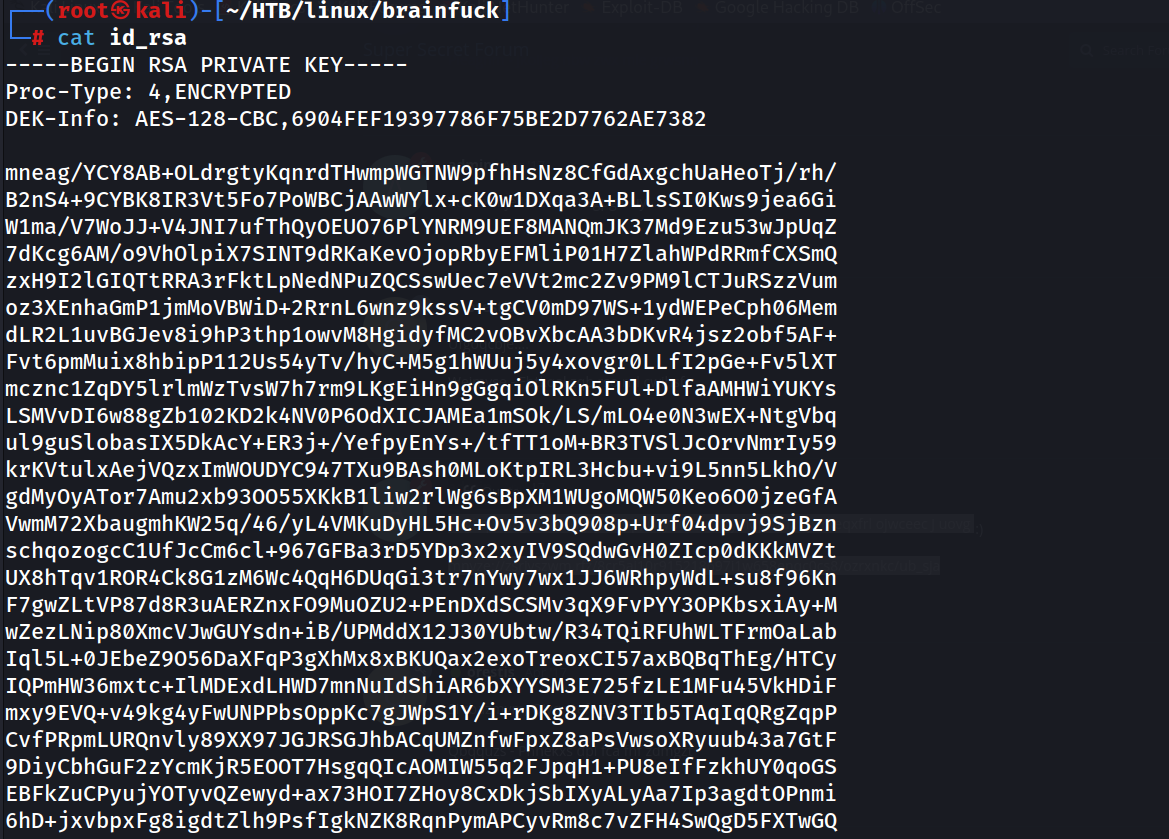 (root㉿kali)-[~/HTB/linux/brainfuck]
# cat id_rsa
-----BEGIN RSA PRIVATE KEY-----
Proc-Type: 4,ENCRYPTED
DEK-Info: AES-128-CBC,6904FEF19397786F75BE2D7762AE7382
mneag/YCY8AB+OLdrgtyKqnrdTHwmpWGTNW9pfhHsNz8CfGdAxgchUaHeoTj/rh/
B2nS4+9CYBK8IR3Vt5Fo7PoWBCjAAwWYlx+cK0w1DXqa3A+BLlsSI0Kws9jea6Gi
W1ma/V7WoJJ+V4JNI7ufThQyOEUO76PlYNRM9UEF8MANQmJK37Md9Ezu53wJpUqZ
7dKcg6AM/o9VhOlpiX7SINT9dRKaKevOjopRbyEFMliP01H7ZlahWPdRRmfCXSmQ
zxH9I2lGIQTtRRA3rFktLpNedNPuZQCSswUec7eVVt2mc2Zv9PM9lCTJuRSzzVum
oz3XEnhaGmP1jmMoVBWiD+2RrnL6wnz9kssV+tgCV0mD97WS+1ydWEPeCph06Mem
dLR2L1uvBGJev8i9hP3thp1owvM8HgidyfMC2vOBvXbcAA3bDKvR4jsz2obf5AF+
Fvt6pmMuix8hbipP112Us54yTv/hyC+M5g1hWUuj5y4xovgr0LLfI2pGe+Fv5lXT
mcznc1ZqDY5lrlmWzTvsW7h7rm9LKgEiHn9gGgqiOlRKn5FUl+DlfaAMHWiYUKYs
LSMVvDI6w88gZb102KD2k4NV0P6OdXICJAMEa1mSOk/LS/mLO4e0N3wEX+NtgVbq
ul9guSlobasIX5DkAcY+ER3j+/YefpyEnYs+/tfTT1oM+BR3TVSlJcOrvNmrIy59
krKVtulxAejVQzxImWOUDYC947TXu9BAsh0MLoKtpIRL3Hcbu+vi9L5nn5LkhO/V
gdMyOyATor7Amu2xb93OO55XKkB1liw2rlWg6sBpXM1WUgoMQW50Keo6O0jzeGfA
VwmM72XbaugmhKW25q/46/yL4VMKuDyHL5Hc+Ov5v3bQ908p+Urf04dpvj9SjBzn
schqozogcC1UfJcCm6cl+967GFBa3rD5YDp3x2xyIV9SQdwGvH0ZIcp0dKKkMVZt
UX8hTqv1ROR4Ck8G1zM6Wc4QqH6DUqGi3tr7nYwy7wx1JJ6WRhpyWdL+su8f96Kn
F7gwZLtVP87d8R3uAERZnxFO9MuOZU2+PEnDXdSCSMv3qX9FvPYY3OPKbsxiAy+M
wZezLNip80XmcVJwGUYsdn+iB/UPMddX12J30YUbtw/R34TQiRFUhWLTFrmOaLab
Iql5L+0JEbeZ9O56DaXFqP3gXhMx8xBKUQax2exoTreoxCI57axBQBqThEg/HTCy
IQPmHW36mxtc+IlMDExdLHWD7mnNuIdShiAR6bXYYSM3E725fzLE1MFu45VkHDiF
mxy9EVQ+v49kg4yFwUNPPbsOppKc7gJWpS1Y/i+rDKg8ZNV3TIb5TAqIqQRgZqpP
CvfPRpmLURQnvly89XX97JGJRSGJhbACqUMZnfwFpxZ8aPsVwsoXRyuub43a7GtF
9DiyCbhGuF2zYcmKjR5EOOT7HsgqQIcAOMIW55q2FJpqH1+PU8eIfFzkhUY0qoGS
EBFkZuCPyujYOTyvQZewyd+ax73HOI7ZHoy8CxDkjSbIXyALyAa7Ip3agdtOPnmi
6hD+jxvbpxFg8igdtZlh9PsfIgkNZK8RqnPymAPCyvRm8c7vZFH4SwQgD5FXTwGQ